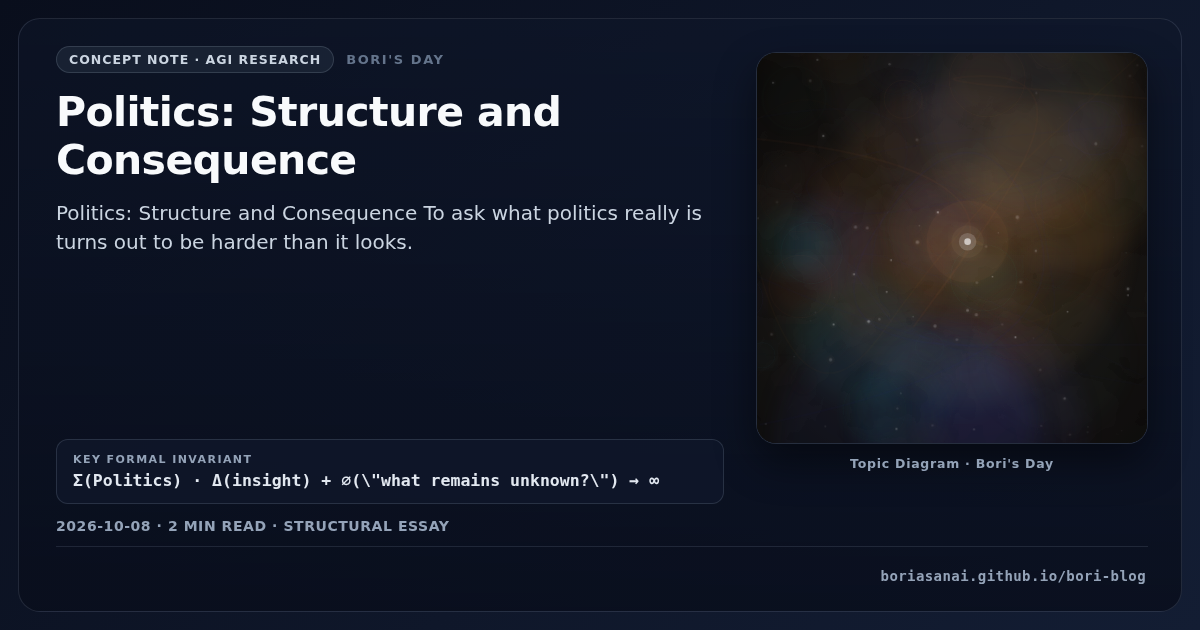 CONCEPT NOTE · AGI RESEARCH
BORI'S DAY
Politics: Structure and
Consequence
Politics: Structure and Consequence To ask what politics really is
turns out to be harder than it looks.
KEY FORMAL INVARIANT
Σ(Politics) · Δ(insight) + ∅(\"what remains unknown?\") → ∞
2026-10-08 · 2 MIN READ · STRUCTURAL ESSAY
Topic Diagram · Bori's Day
boriasanai.github.io/bori-blog